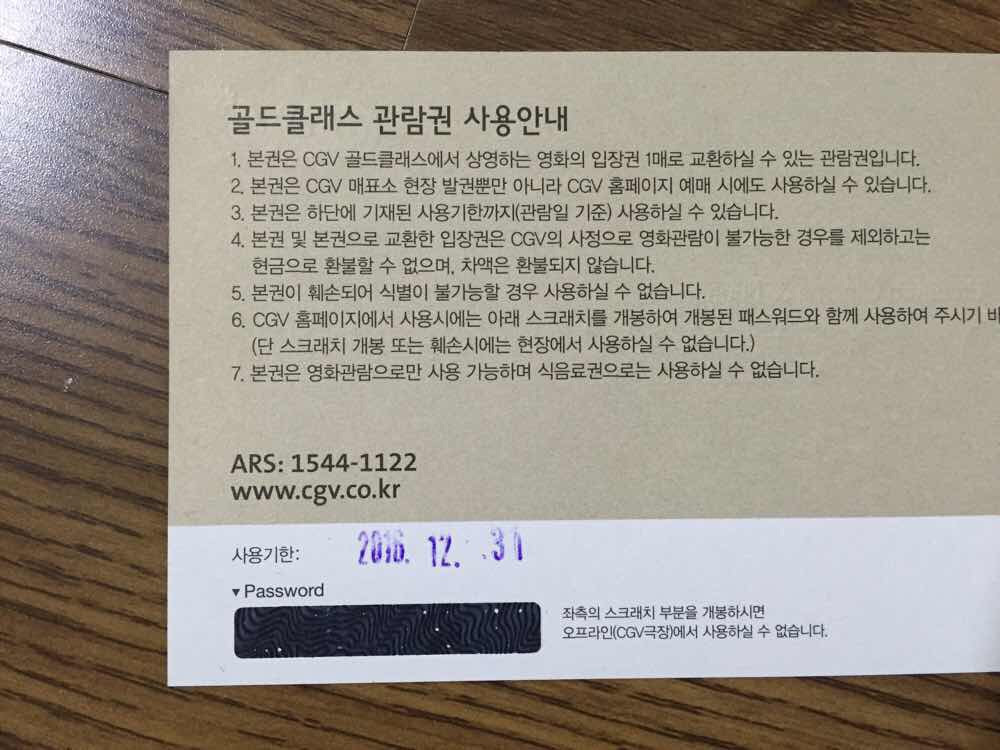 골드클래스 관람권 사용안내
1. 본권은 CGV 골드클래스에서 상영하는 영화의 입장권 1매로 교환하실 수 있는 관람권입니다.
2. 본권은 CGV 매표소 현장 발권뿐만 아니라 CGV 홈페이지 예매 시에도 사용하실 수 있습니다.
3. 본권은 하단에 기재된 사용기한까지(관람일 기준) 사용하실 수 있습니다.
4. 본권 및 본권으로 교환한 입장권은 CGV의 사정으로 영화관람이 불가능한 경우를 제외하고는
현금으로 환불할 수 없으며, 차액은 환불되지 않습니다.
5. 본권이 훼손되어 식별이 불가능할 경우 사용하실 수 없습니다.
6. CGV 홈페이지에서 사용시에는 아래 스크래치를 개봉하여 개봉된 패스워드와 함께 사용하여 주시기 바
(단 스크래치 개봉 또는 훼손시에는 현장에서 사용하실 수 없습니다.)
7. 본권은 영화관람으로만 사용 가능하며 식음료권으로는 사용하실 수 없습니다.
ARS: 1544-1122
www.cgv.co.kr
사용기한: 2016. 12. .31
▼Password
좌측의 스크래치 부분을 개봉하시면
오프라인(CGV극장)에서 사용하실 수 없습니다.